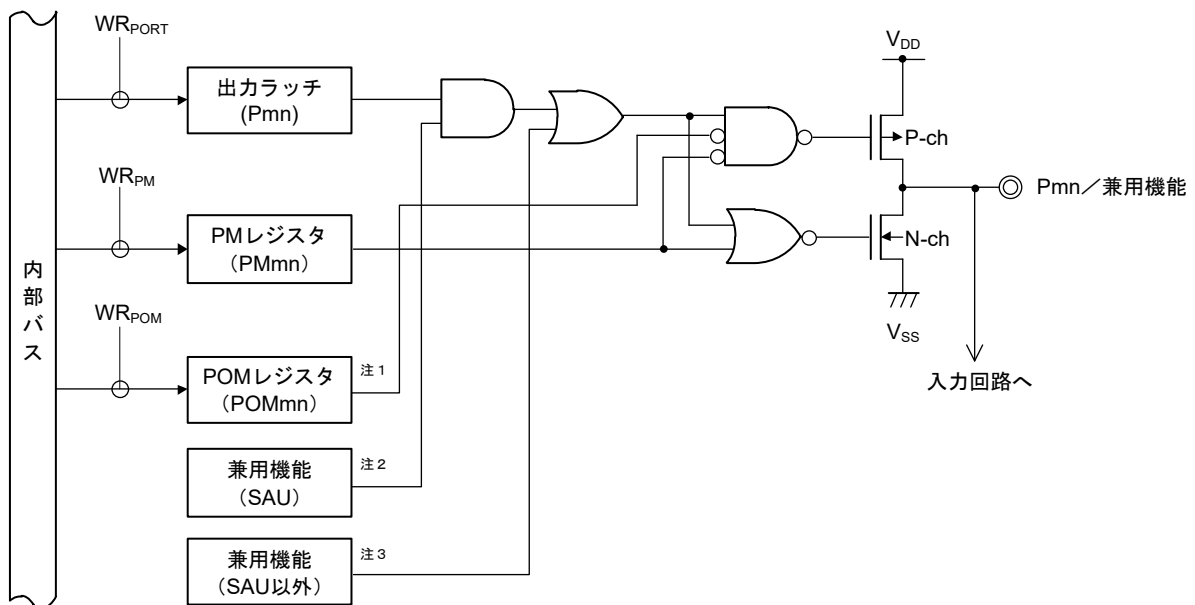 WRPORT
出力ラッチ
(Pmn)
VDD
P-ch
WRPM
PMレジスタ
(PMmn)
Pmn／兼用機能
N-ch
VSS
内部バス
WRPOM
POMレジスタ
(POMmn)
注1
入力回路へ
兼用機能
(SAU)
注2
兼用機能
(SAU以外)
注3